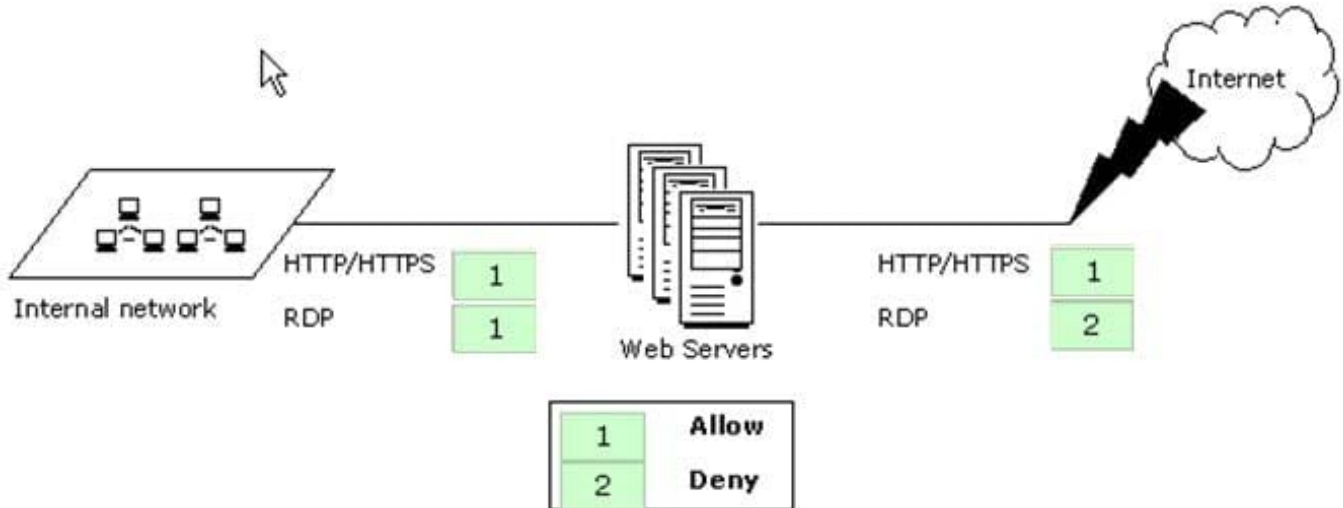 Internet
HTTP/HTTPS 1
RDP 1
Internal network
Web Servers
HTTP/HTTPS 1
RDP 2
1 Allow
2 Deny